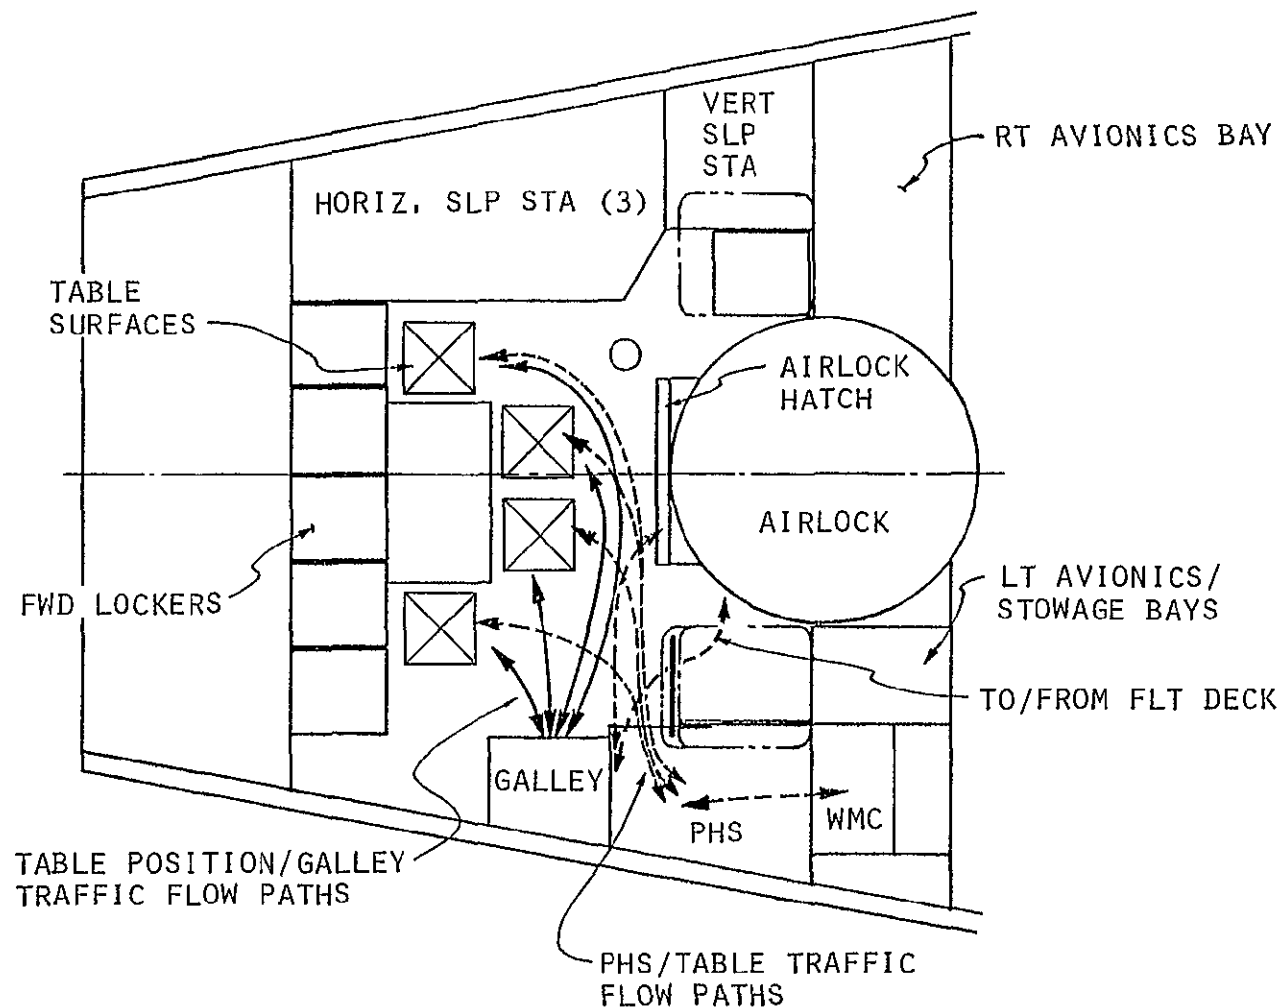 VERT
SLP
STA
RT AVIONICS BAY
HORIZ. SLP STA (3)
TABLE
SURFACES
AIRLOCK
HATCH
AIRLOCK
FWD LOCKERS
LT AVIONICS/
STOWAGE BAYS
TO/FROM FLT DECK
GALLEY
PHS
WMC
TABLE POSITION/GALLEY
TRAFFIC FLOW PATHS
PHS/TABLE TRAFFIC
FLOW PATHS